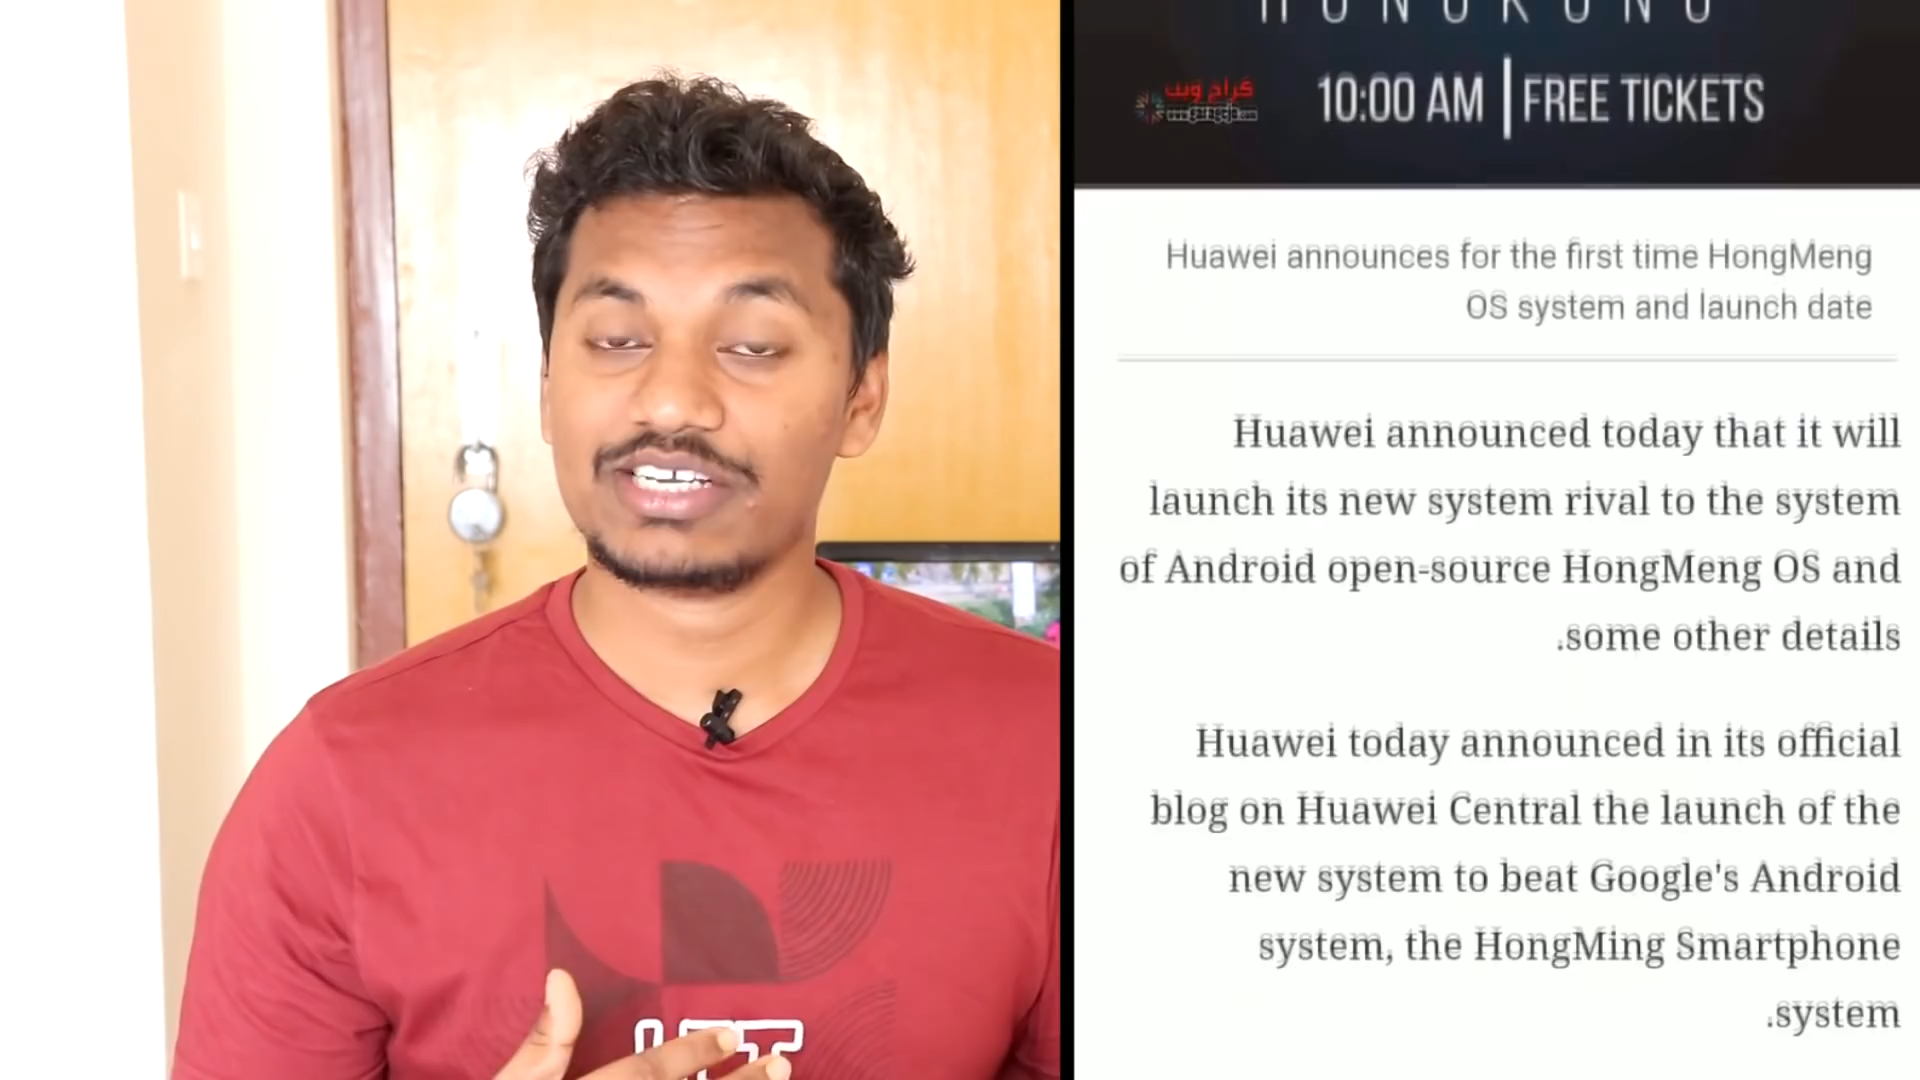 كراج ويب
10:00 AM | FREE TICKETS
Huawei announces for the first time HongMeng
OS system and launch date
Huawei announced today that it will
launch its new system rival to the system
of Android open-source HongMeng OS and
.some other details
Huawei today announced in its official
blog on Huawei Central the launch of the
new system to beat Google's Android
system, the HongMing Smartphone
.system